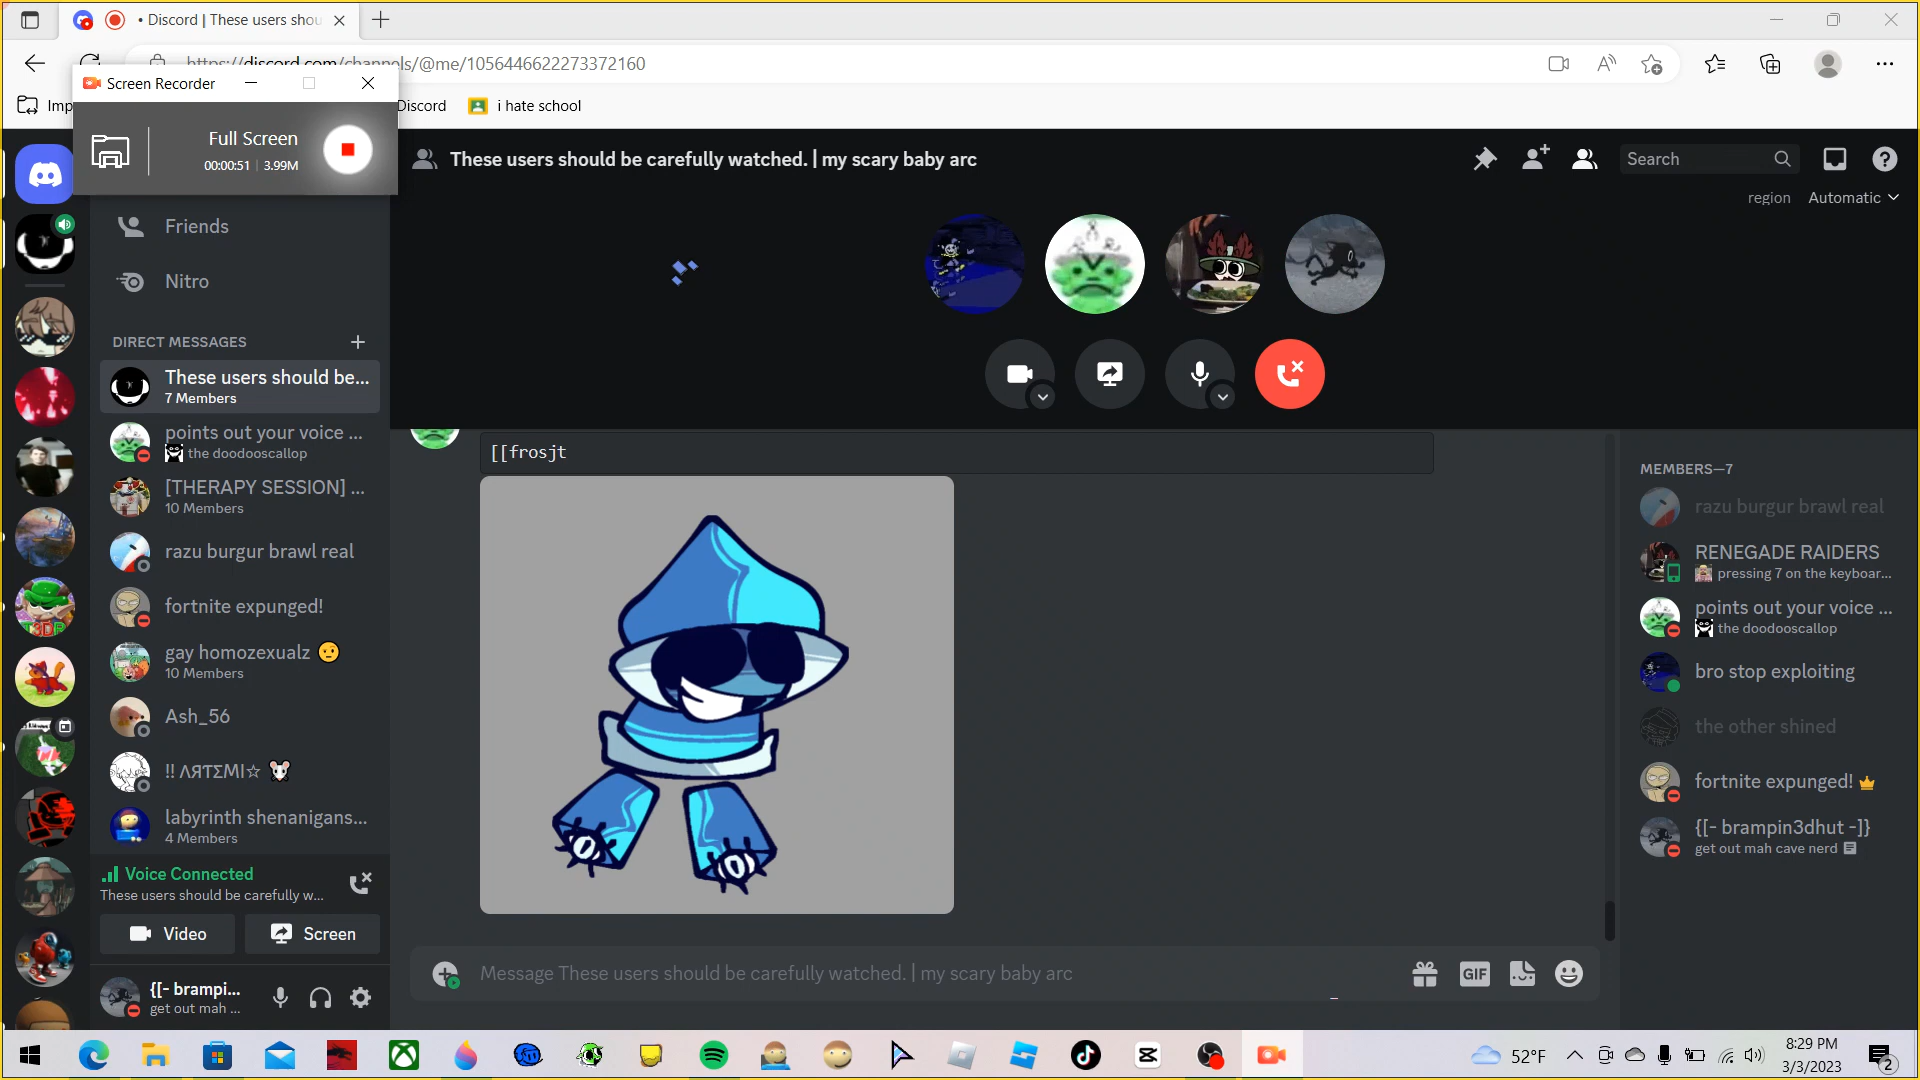 • Discord | These users shou
https://discord.com/channels/@me/1056446622273372160
Screen Recorder
Imp
Discord
i hate school
Full Screen
00:00:51 | 3.99M
These users should be carefully watched. | my scary baby arc
Search
region Automatic
Friends
Nitro
DIRECT MESSAGES
These users should be...
7 Members
points out your voice ...
the doodooscallop
[THERAPY SESSION] ...
10 Members
razu burgur brawl real
fortnite expunged!
gay homozexualz
10 Members
Ash_56
!! ΛЯTΣMI☆
labyrinth shenanigans...
4 Members
Voice Connected
These users should be carefully w...
Video
Screen
{[- brampi...
get out mah ...
[[frosjt
Message These users should be carefully watched. | my scary baby arc
GIF
MEMBERS—7
razu burgur brawl real
RENEGADE RAIDERS
pressing 7 on the keyboar...
points out your voice ...
the doodooscallop
bro stop exploiting
the other shined
fortnite expunged!
{[- brampin3dhut -]}
get out mah cave nerd
52°F
8:29 PM
3/3/2023
2